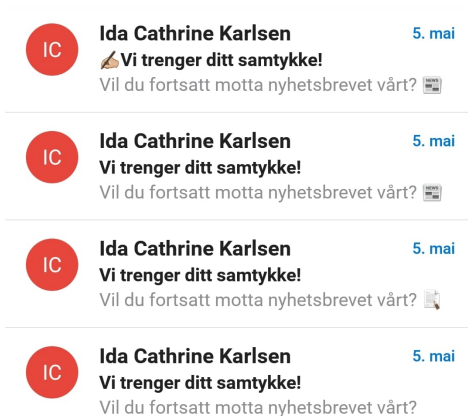 IC Ida Cathrine Karlsen 5. mai
✍🏼Vi trenger ditt samtykke!
Vil du fortsatt motta nyhetsbrevet vårt? 📰
IC Ida Cathrine Karlsen 5. mai
Vi trenger ditt samtykke!
Vil du fortsatt motta nyhetsbrevet vårt? 📰
IC Ida Cathrine Karlsen 5. mai
Vi trenger ditt samtykke!
Vil du fortsatt motta nyhetsbrevet vårt?
IC Ida Cathrine Karlsen 5. mai
Vi trenger ditt samtykke!
Vil du fortsatt motta nyhetsbrevet vårt?